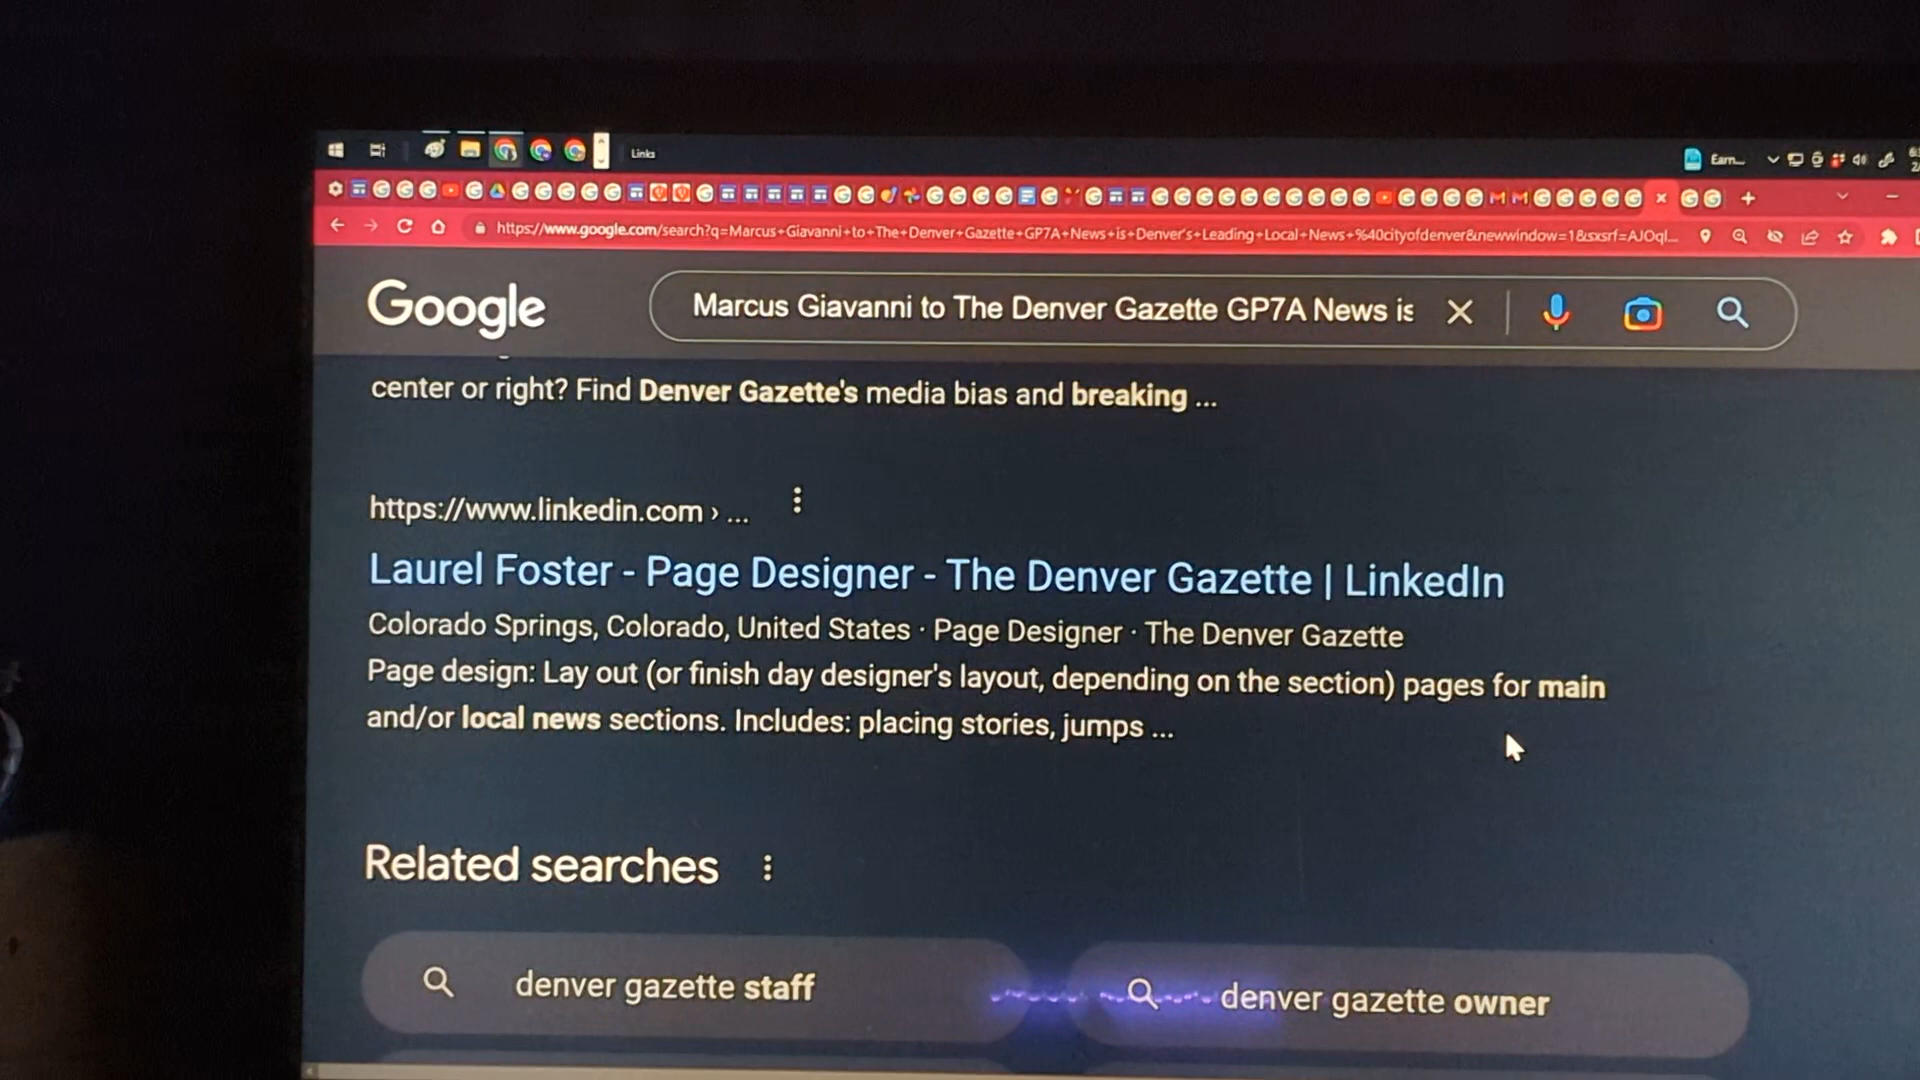 Links
Earn...
https://www.google.com/search?q=Marcus+Giavanni+to+The+Denver+Gazette+GP7A+News+is+Denver's+Leading+Local+News+%40cityofdenver&newwindow=1&sxsrf=AJOqI...
Google
Marcus Giavanni to The Denver Gazette GP7A News is
center or right? Find Denver Gazette's media bias and breaking ...
https://www.linkedin.com › ...
Laurel Foster - Page Designer - The Denver Gazette | LinkedIn
Colorado Springs, Colorado, United States · Page Designer · The Denver Gazette
Page design: Lay out (or finish day designer's layout, depending on the section) pages for main
and/or local news sections. Includes: placing stories, jumps ...
Related searches
denver gazette staff
denver gazette owner